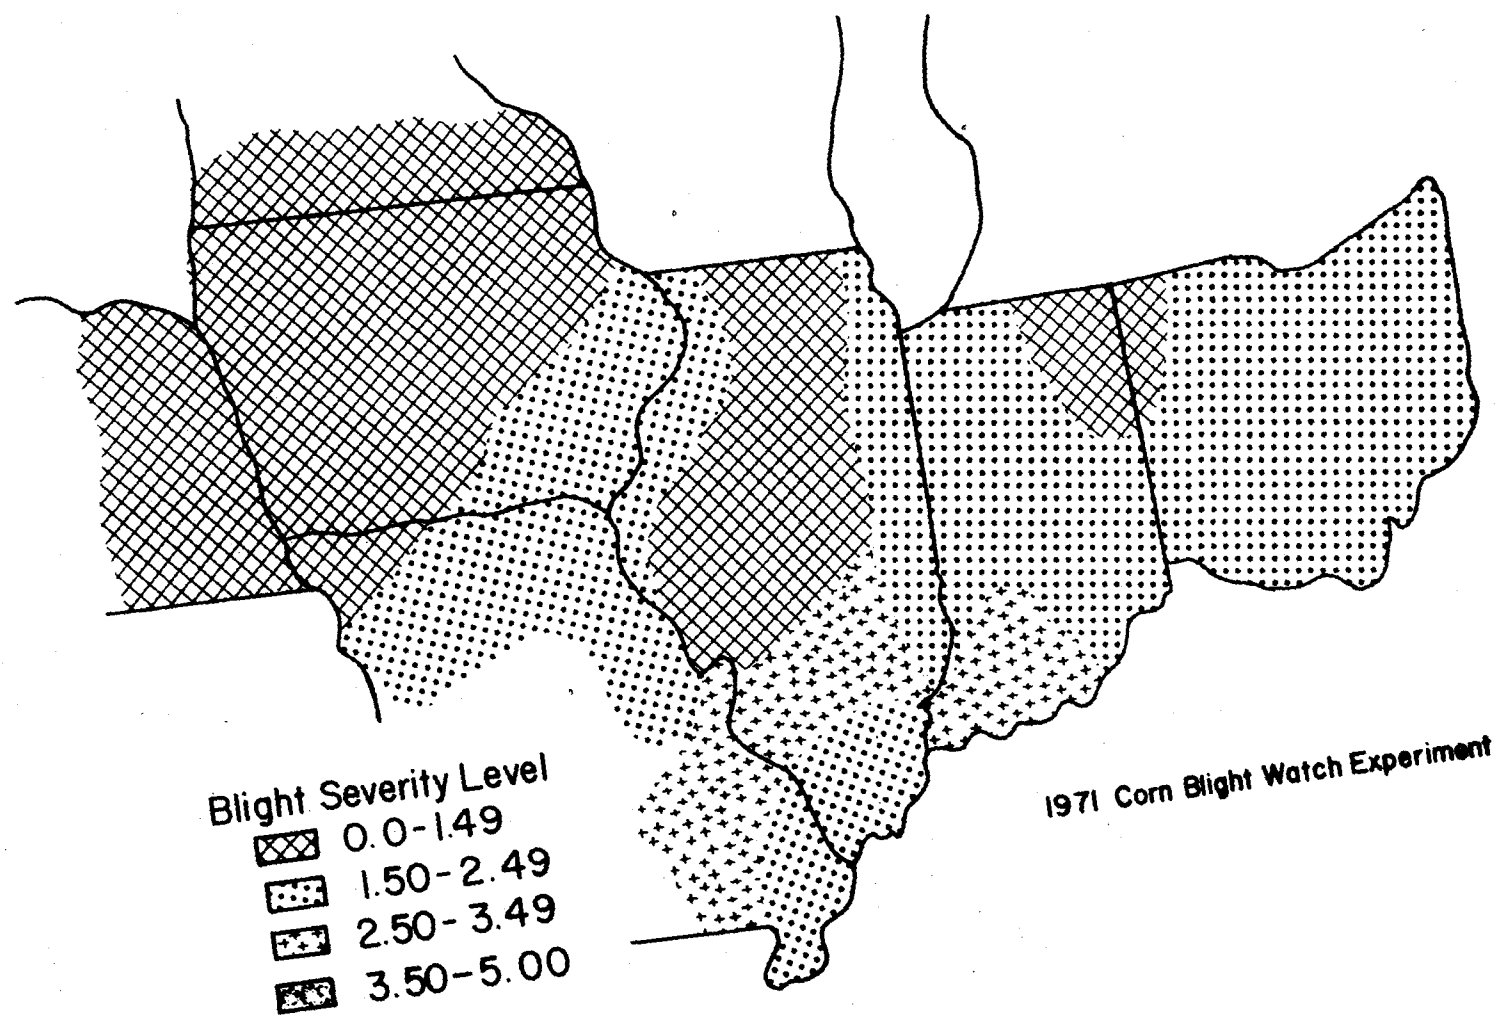 Blight Severity Level
0.0-1.49
1.50-2.49
2.50-3.49
3.50-5.00
1971 Corn Blight Watch Experiment